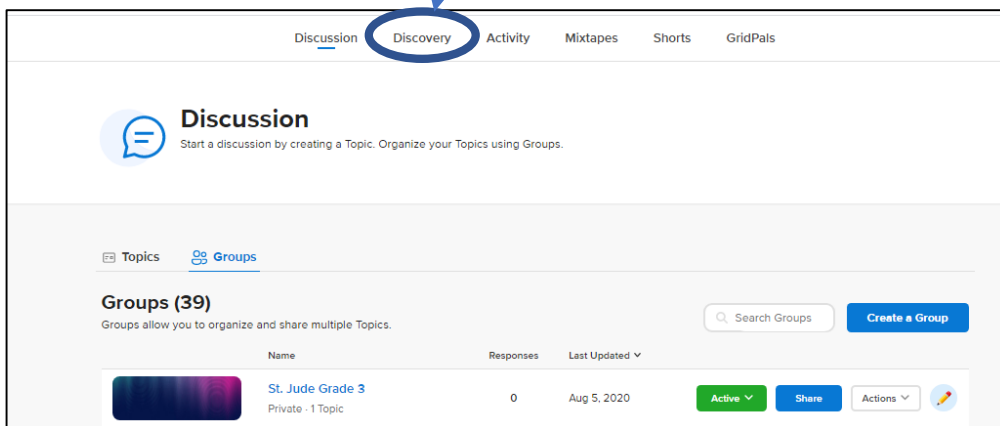 Discussion Discovery Activity Mixtapes Shorts GridPals
Discussion
Start a discussion by creating a Topic. Organize your Topics using Groups.
Topics Groups
Groups (39)
Groups allow you to organize and share multiple Topics.
Search Groups Create a Group
Name Responses Last Updated
St. Jude Grade 3
Private · 1 Topic
0 Aug 5, 2020 Active Share Actions